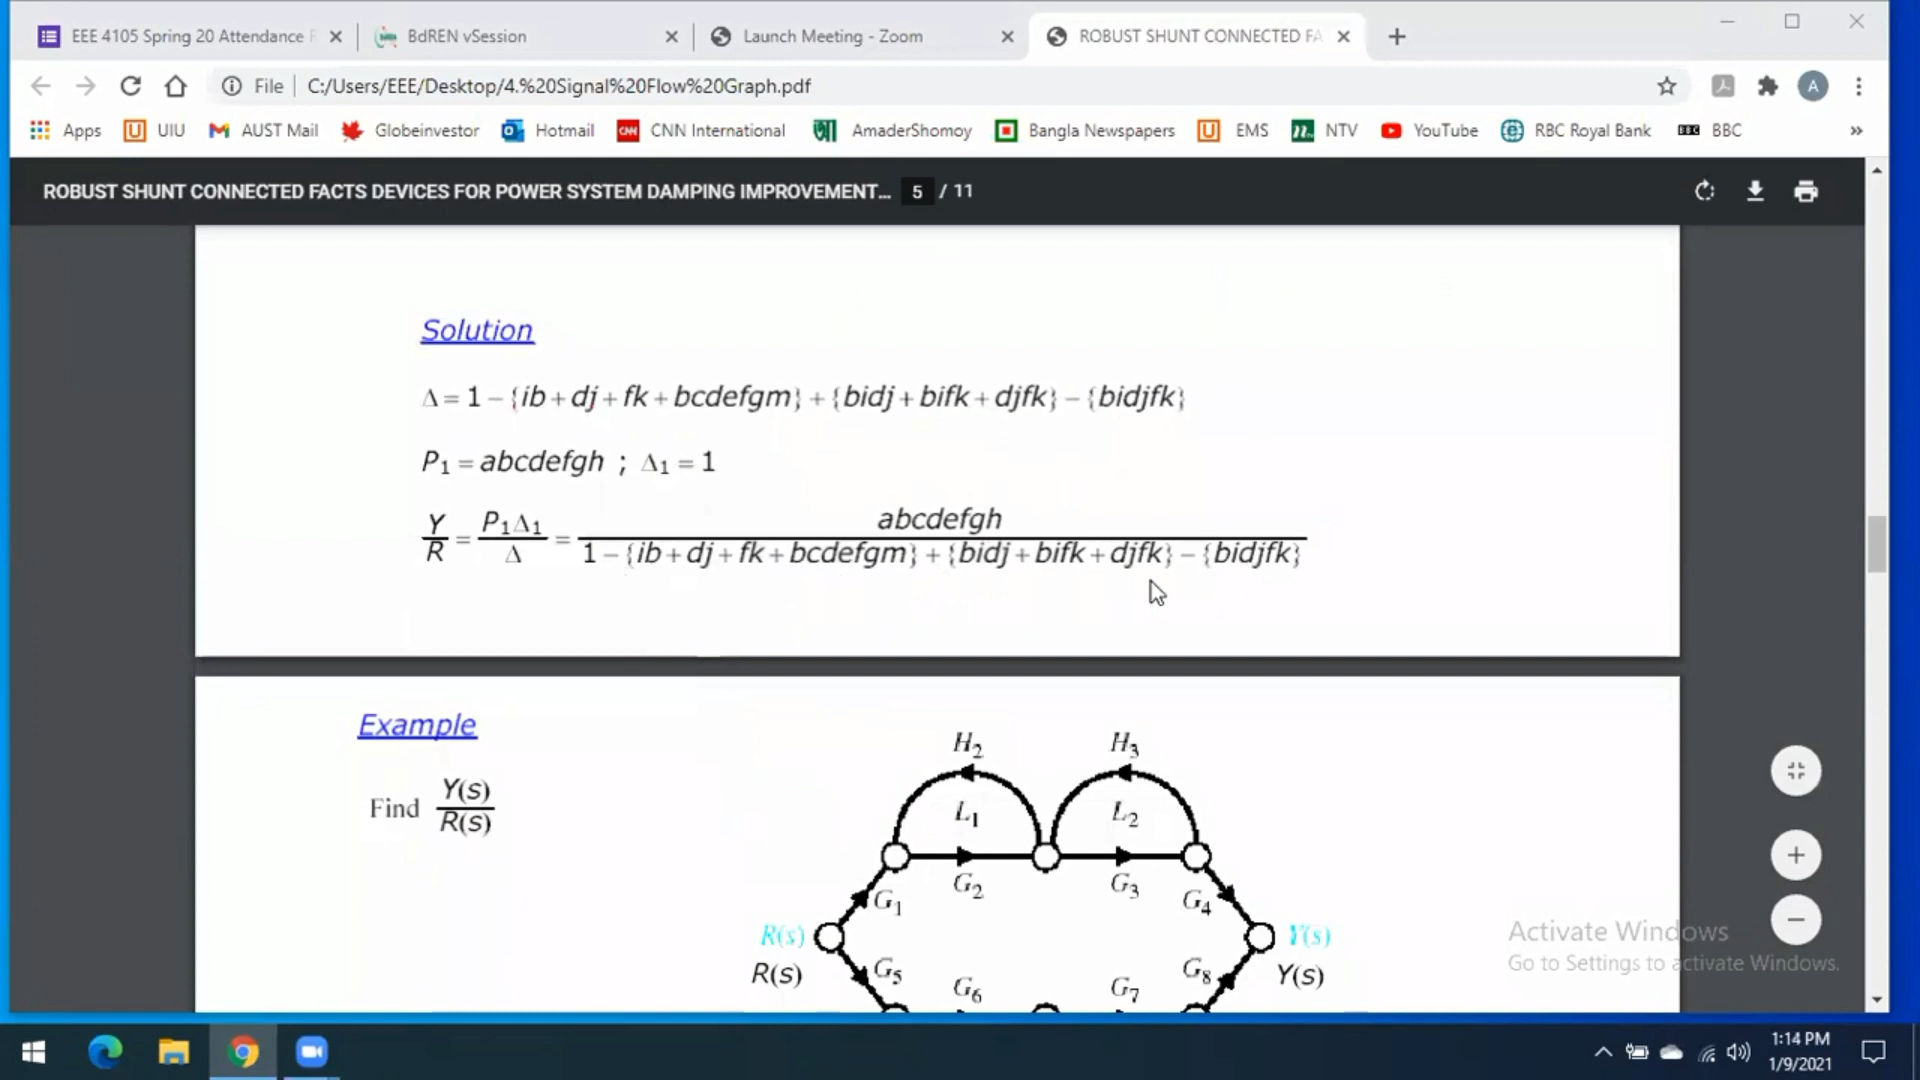 EEE 4105 Spring 20 Attendance
BdREN vSession
Launch Meeting - Zoom
ROBUST SHUNT CONNECTED FA
File
C:/Users/EEE/Desktop/4.%20Signal%20Flow%20Graph.pdf
A
Apps
UIU
AUST Mail
Globeinvestor
Hotmail
CNN International
AmaderShomoy
Bangla Newspapers
EMS
NTV
YouTube
RBC Royal Bank
BBC
»
ROBUST SHUNT CONNECTED FACTS DEVICES FOR POWER SYSTEM DAMPING IMPROVEMENT... 5 / 11
Solution
Δ = 1 − {ib + dj + fk + bcdefgm} + {bidj + bifk + djfk} − {bidjfk}
P₁ = abcdefgh ; Δ₁ = 1
Y/R = P₁Δ₁/Δ = abcdefgh / 1 − {ib + dj + fk + bcdefgm} + {bidj + bifk + djfk} − {bidjfk}
Example
Find Y(s)/R(s)
H₂ H₃
L₁ L₂
G₂ G₃
G₁ G₄
R(s) Y(s)
R(s) G₅ G₈ Y(s)
G₆ G₇
Activate Windows
Go to Settings to activate Windows.
1:14 PM
1/9/2021